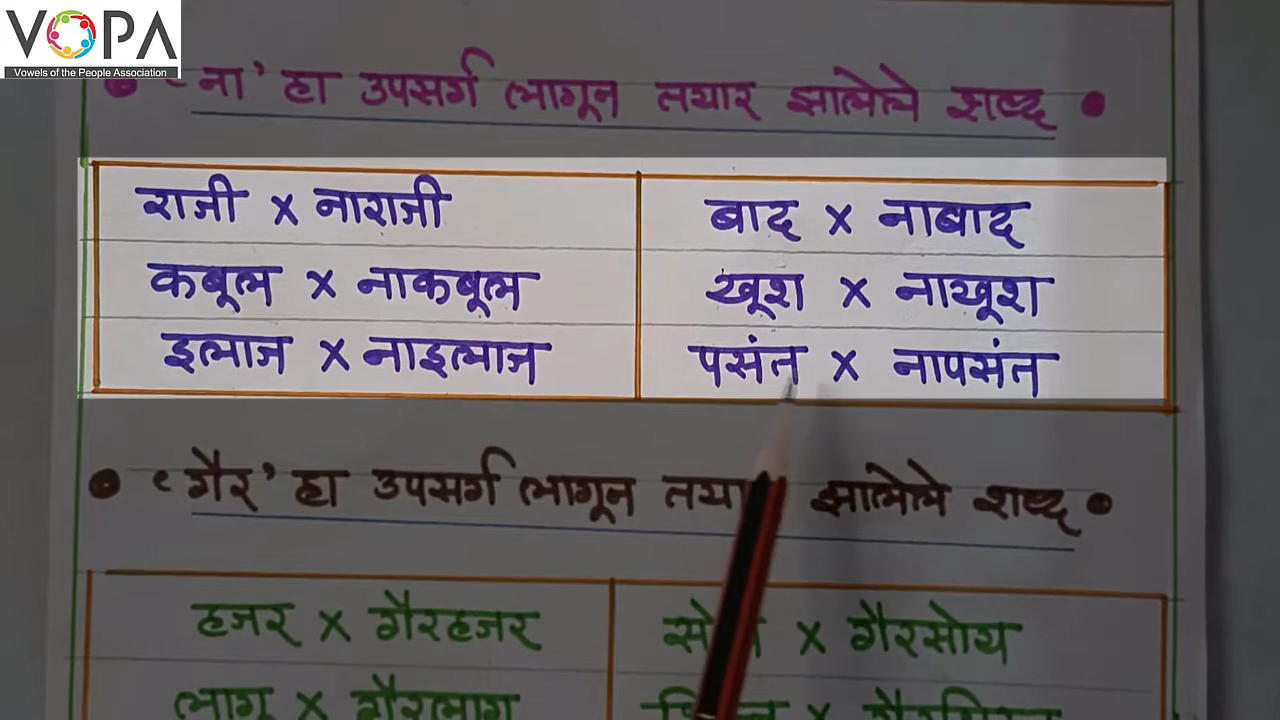 VOPA
Vowels of the People Association
• 'ना' हा उपसर्ग लागून तयार झालेले शब्द •
राजी x नाराजी बाद x नाबाद
कबूल x नाकबूल खूश x नाखूश
इलाज x नाइलाज पसंत x नापसंत
• 'गैर' हा उपसर्ग लागून झालेले शब्द •
हजर x गैरहजर x गैरसोय
लागू x गैरलागू x